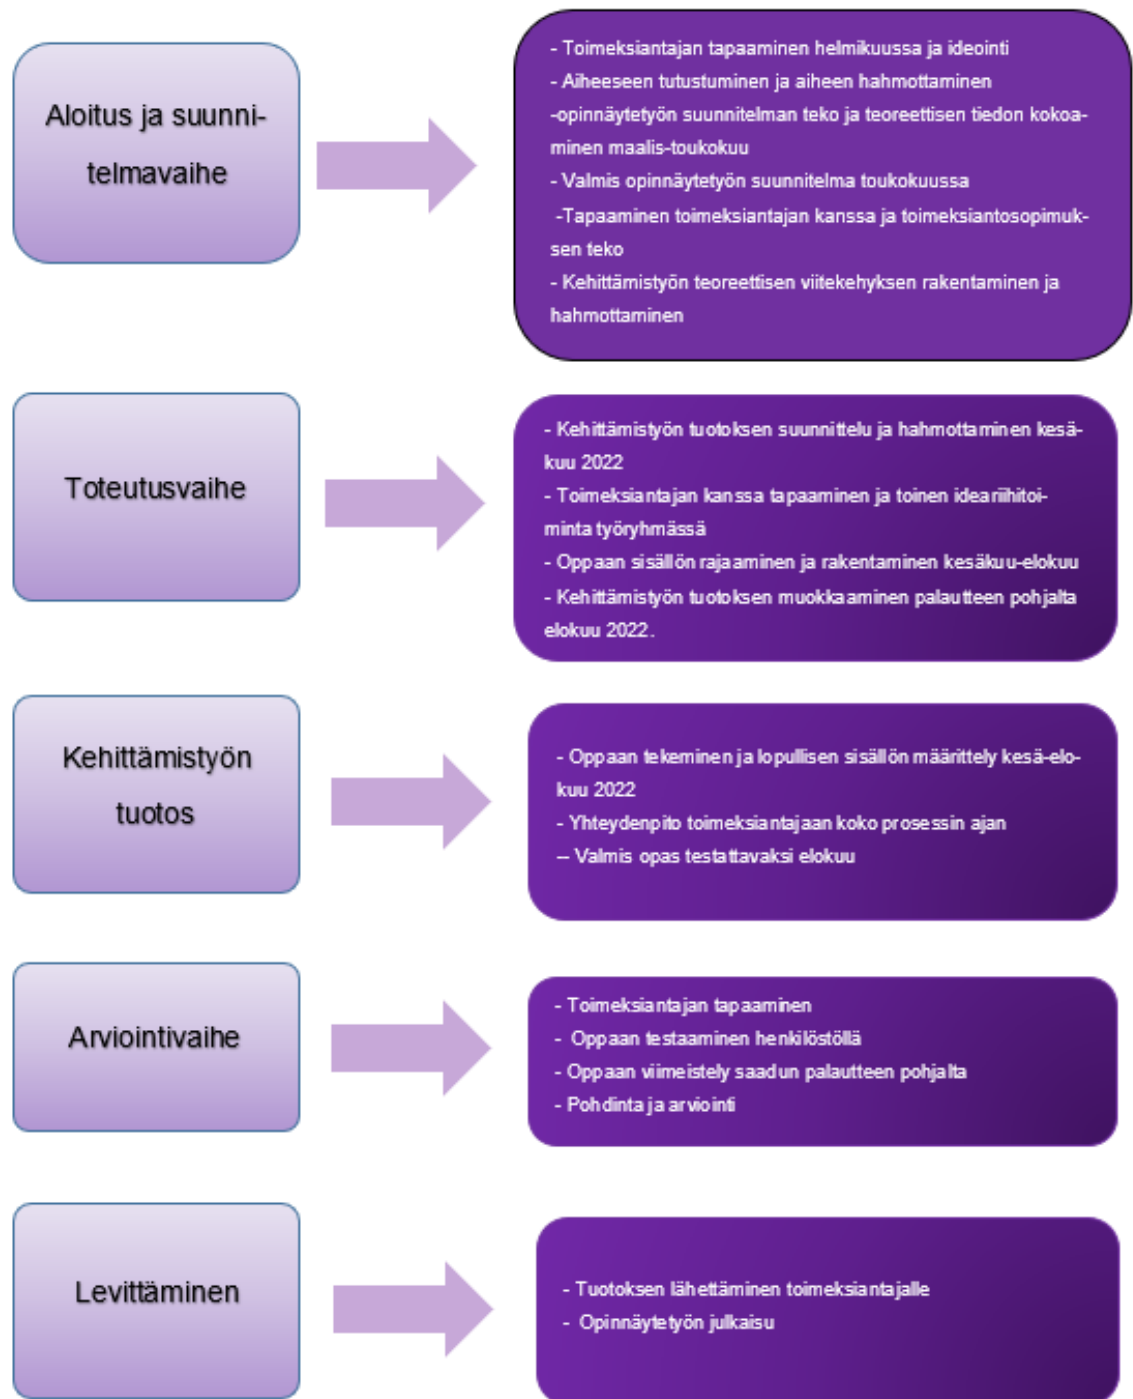 Aloitus ja suunni-
telmavaihe
- Toimeksiantajan tapaaminen helmikuussa ja ideointi
- Aiheeseen tutustuminen ja aiheen hahmottaminen
-opinnäytetyön suunnitelman teko ja teoreettisen tiedon kokoa-
minen maalis-toukokuu
- Valmis opinnäytetyön suunnitelma toukokuussa
-Tapaaminen toimeksiantajan kanssa ja toimeksiantosopimuk-
sen teko
- Kehittämistyön teoreettisen viitekehyksen rakentaminen ja
hahmottaminen
Toteutusvaihe
- Kehittämistyön tuotoksen suunnittelu ja hahmottaminen kesä-
kuu 2022
- Toimeksiantajan kanssa tapaaminen ja toinen ideariihitoi-
minta työryhmässä
- Oppaan sisällön rajaaminen ja rakentaminen kesäkuu-elokuu
- Kehittämistyön tuotoksen muokkaaminen palautteen pohjalta
elokuu 2022.
Kehittämistyön
tuotos
- Oppaan tekeminen ja lopullisen sisällön määrittely kesä-elo-
kuu 2022
- Yhteydenpito toimeksiantajaan koko prosessin ajan
-- Valmis opas testattavaksi elokuu
Arviointivaihe
- Toimeksiantajan tapaaminen
- Oppaan testaaminen henkilöstöllä
- Oppaan viimeistely saadun palautteen pohjalta
- Pohdinta ja arviointi
Levittäminen
- Tuotoksen lähettäminen toimeksiantajalle
- Opinnäytetyön julkaisu